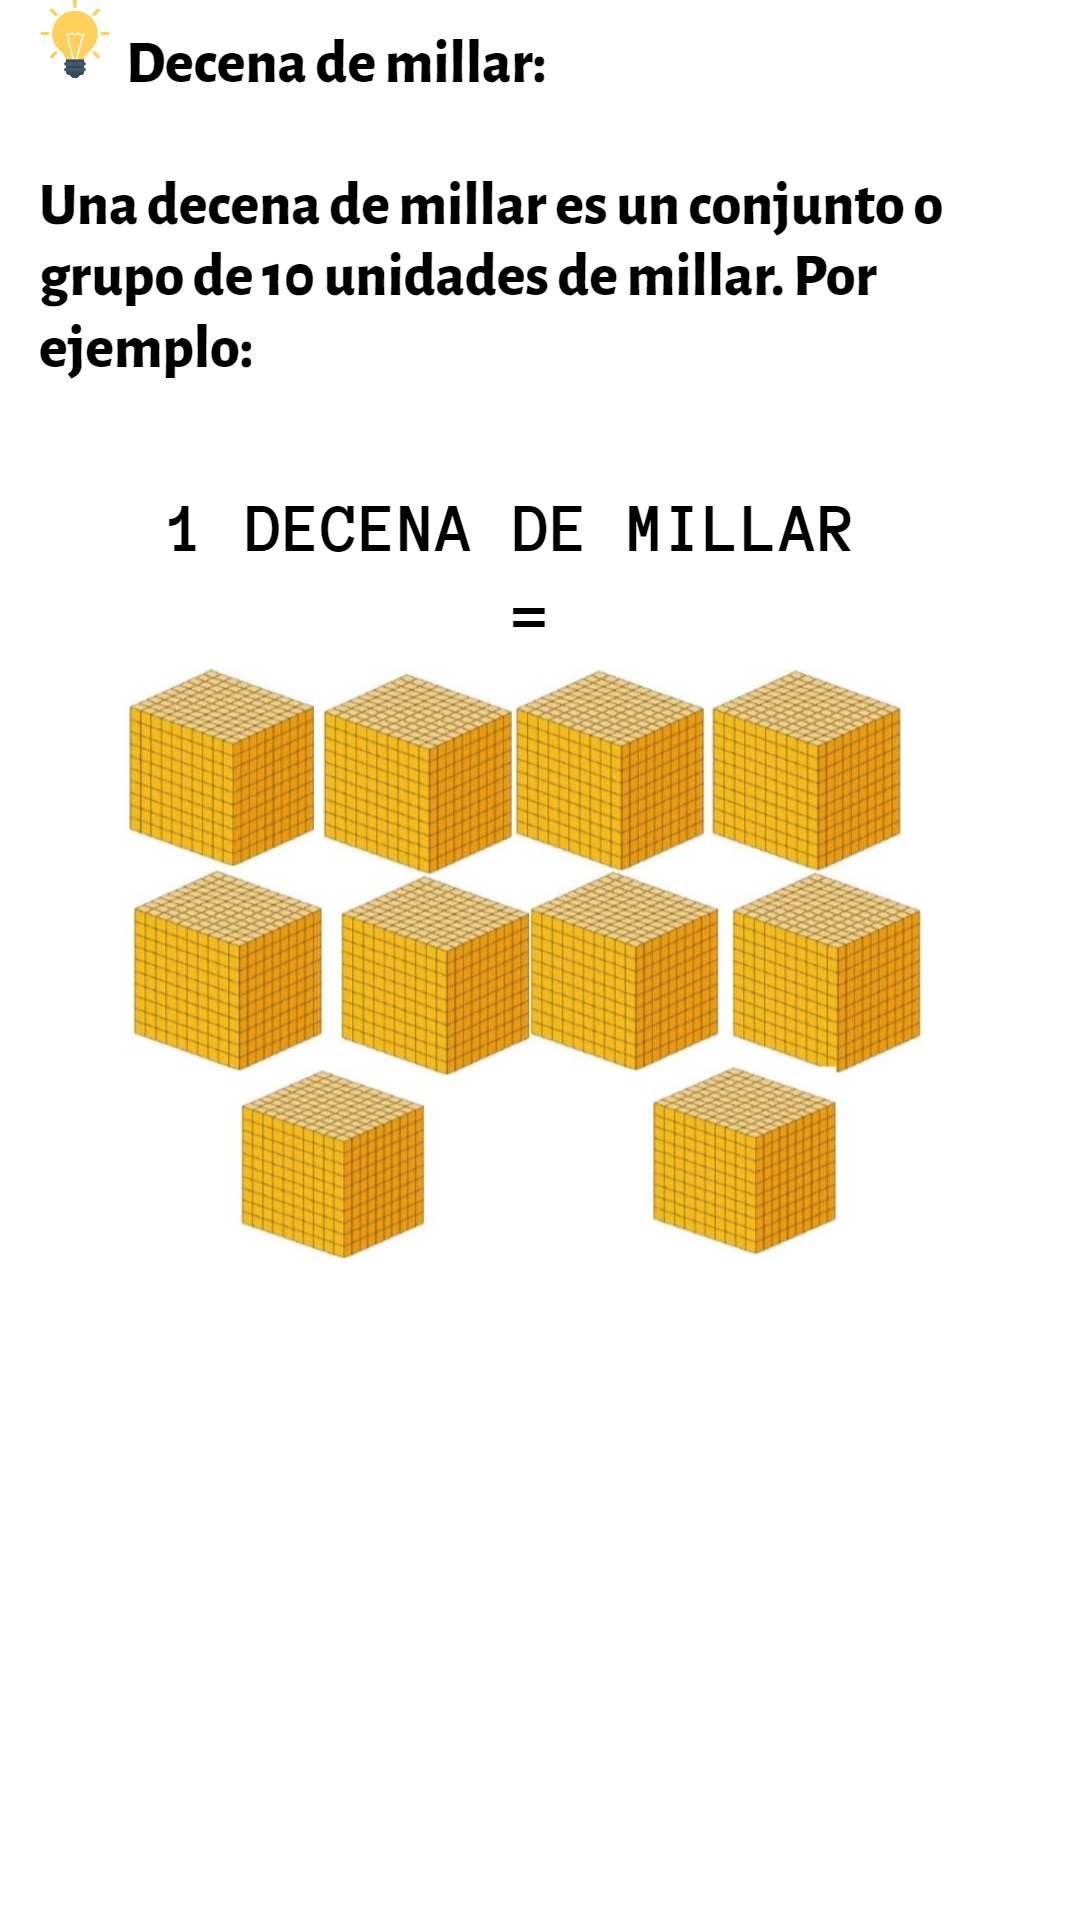 Decena de millar:
Una decena de millar es un conjunto o
grupo de 10 unidades de millar. Por
ejemplo:
1 DECENA DE MILLAR
=